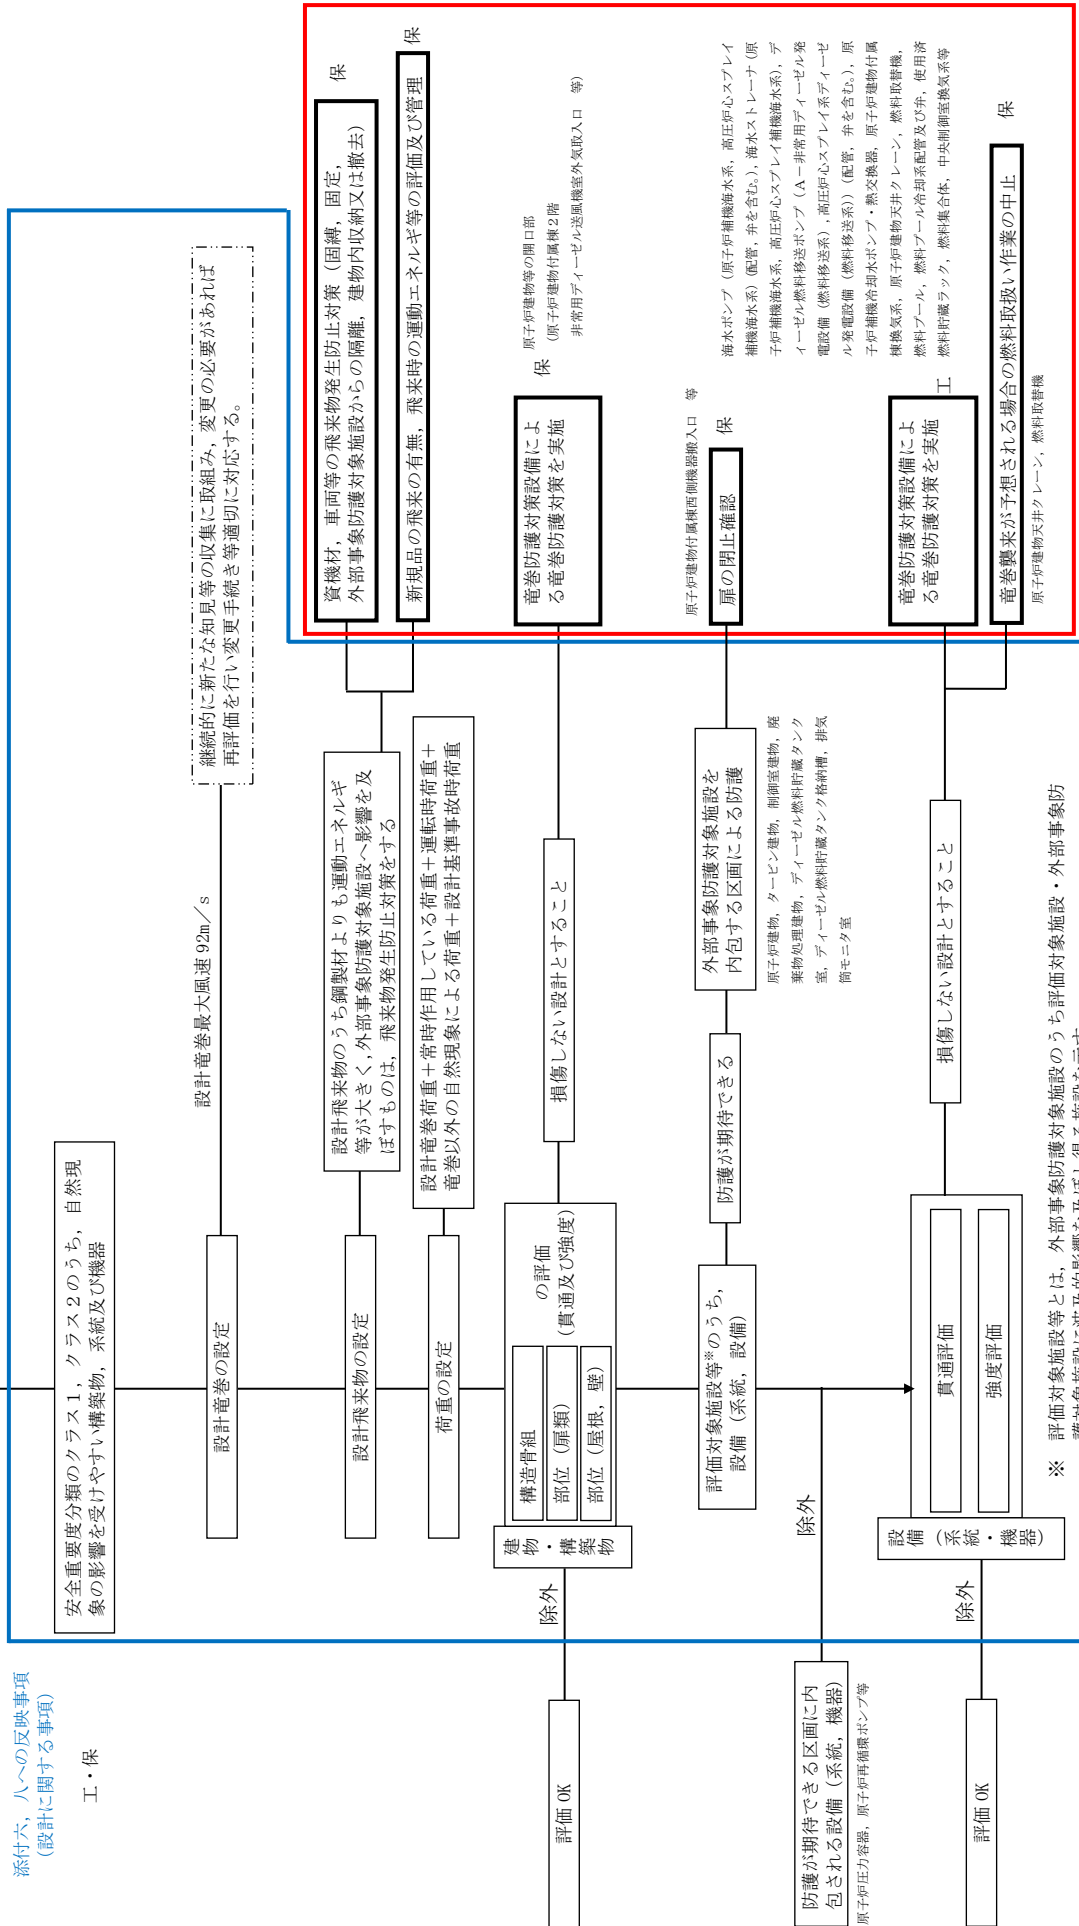 添付六，八への反映事項
(設計に関する事項)
工・保
安全重要度分類のクラス１，クラス２のうち，自然現
象の影響を受けやすい構築物，系統及び機器
設計竜巻の設定
設計竜巻最大風速 92m／s
継続的に新たな知見等の収集に取組み，変更の必要があれば
再評価を行い変更手続き等適切に対応する。
設計飛来物の設定
設計飛来物のうち鋼製材よりも運動エネルギ
等が大きく，外部事象防護対象施設へ影響を及
ぼすものは，飛来物発生防止対策をする
資機材，車両等の飛来物発生防止対策（固縛，固定，
外部事象防護対象施設からの隔離，建物内収納又は撤去）
保
新規品の飛来の有無，飛来時の運動エネルギ等の評価及び管理
保
荷重の設定
設計竜巻荷重＋常時作用している荷重＋運転時荷重＋
竜巻以外の自然現象による荷重＋設計基準事故時荷重
建物・構築物
構造骨組
部位（扉類）
部位（屋根，壁）
の評価
(貫通及び強度)
除外
評価 OK
損傷しない設計とすること
竜巻防護対策設備によ
る竜巻防護対策を実施
保
原子炉建物等の開口部
(原子炉建物付属棟２階
非常用ディーゼル送風機室外気取入口　等)
評価対象施設等※のうち，
設備（系統，設備）
防護が期待できる
外部事象防護対象施設を
内包する区画による防護
原子炉建物，タービン建物，制御室建物，廃
棄物処理建物，ディーゼル燃料貯蔵タンク
室，ディーゼル燃料貯蔵タンク格納槽，排気
筒モニタ室
扉の閉止確認
保
原子炉建物付属棟西側機器搬入口　等
除外
防護が期待できる区画に内
包される設備（系統，機器）
原子炉圧力容器，原子炉再循環ポンプ等
設備（系統・機器）
貫通評価
強度評価
除外
評価 OK
損傷しない設計とすること
竜巻防護対策設備によ
る竜巻防護対策を実施
工
海水ポンプ（原子炉補機海水系，高圧炉心スプレイ
補機海水系）（配管，弁を含む。），海水ストレーナ（原
子炉補機海水系，高圧炉心スプレイ補機海水系），デ
ィーゼル燃料移送ポンプ（Ａ－非常用ディーゼル発
電設備（燃料移送系），高圧炉心スプレイ系ディーゼ
ル発電設備（燃料移送系））（配管，弁を含む。），原
子炉補機冷却水ポンプ・熱交換器，原子炉建物付属
棟換気系，原子炉建物天井クレーン，燃料取替機，
燃料プール，燃料プール冷却系配管及び弁，使用済
燃料貯蔵ラック，燃料集合体，中央制御室換気系等
竜巻襲来が予想される場合の燃料取扱い作業の中止
保
原子炉建物天井クレーン，燃料取替機
※　評価対象施設等とは，外部事象防護対象施設のうち評価対象施設・外部事象防
護対象施設に波及的影響を及ぼし得る施設を示す